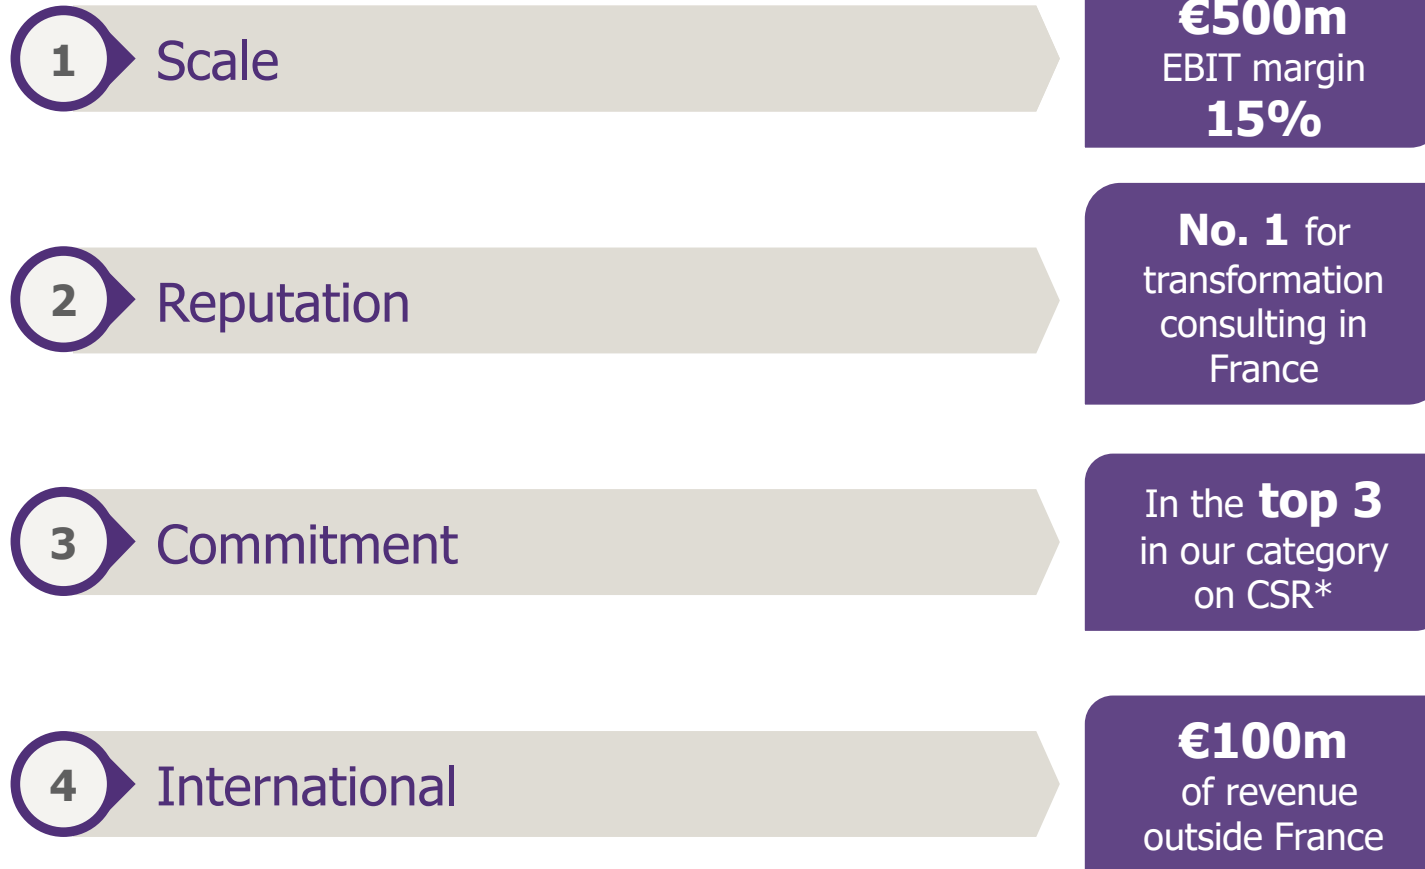 1
Scale
€500m
EBIT margin
15%
2
Reputation
No. 1 for
transformation
consulting in
France
3
Commitment
In the top 3
in our category
on CSR*
4
International
€100m
of revenue
outside France